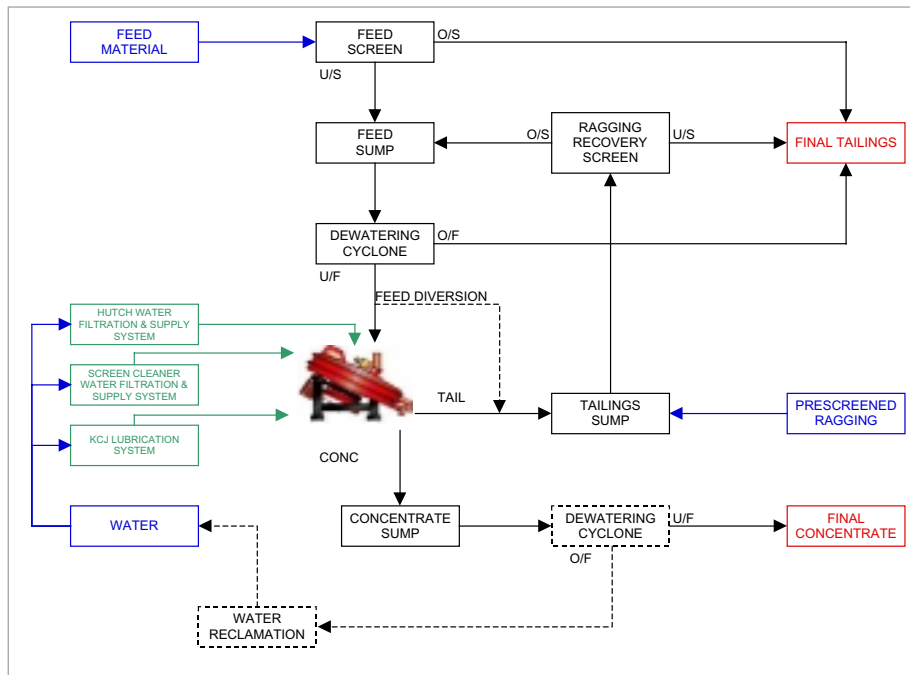 FEED
MATERIAL
FEED
SCREEN
O/S
U/S
FEED
SUMP
O/S
RAGGING
RECOVERY
SCREEN
U/S
FINAL TAILINGS
DEWATERING
CYCLONE
O/F
U/F
FEED DIVERSION
HUTCH WATER
FILTRATION & SUPPLY
SYSTEM
SCREEN CLEANER
WATER FILTRATION &
SUPPLY SYSTEM
KCJ LUBRICATION
SYSTEM
TAIL
TAILINGS
SUMP
PRESCREENED
RAGGING
CONC
WATER
CONCENTRATE
SUMP
DEWATERING
CYCLONE
U/F
O/F
FINAL
CONCENTRATE
WATER
RECLAMATION